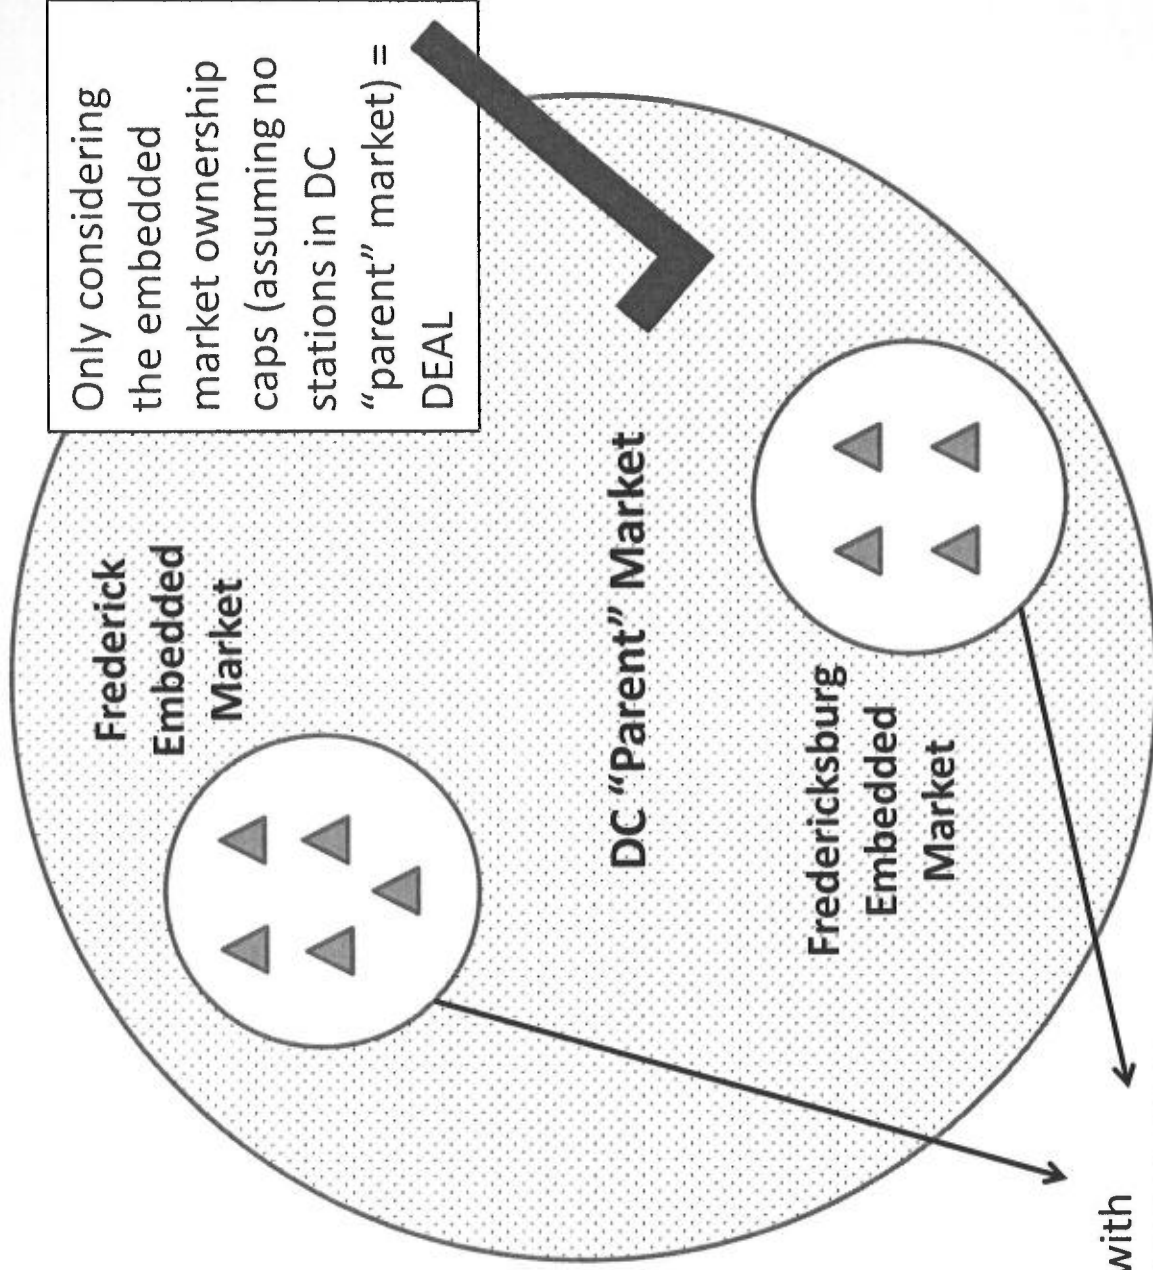 Only considering
the embedded
market ownership
caps (assuming no
stations in DC
“parent” market) =
DEAL
Frederick
Embedded
Market
DC “Parent” Market
Fredericksburg
Embedded
Market
with